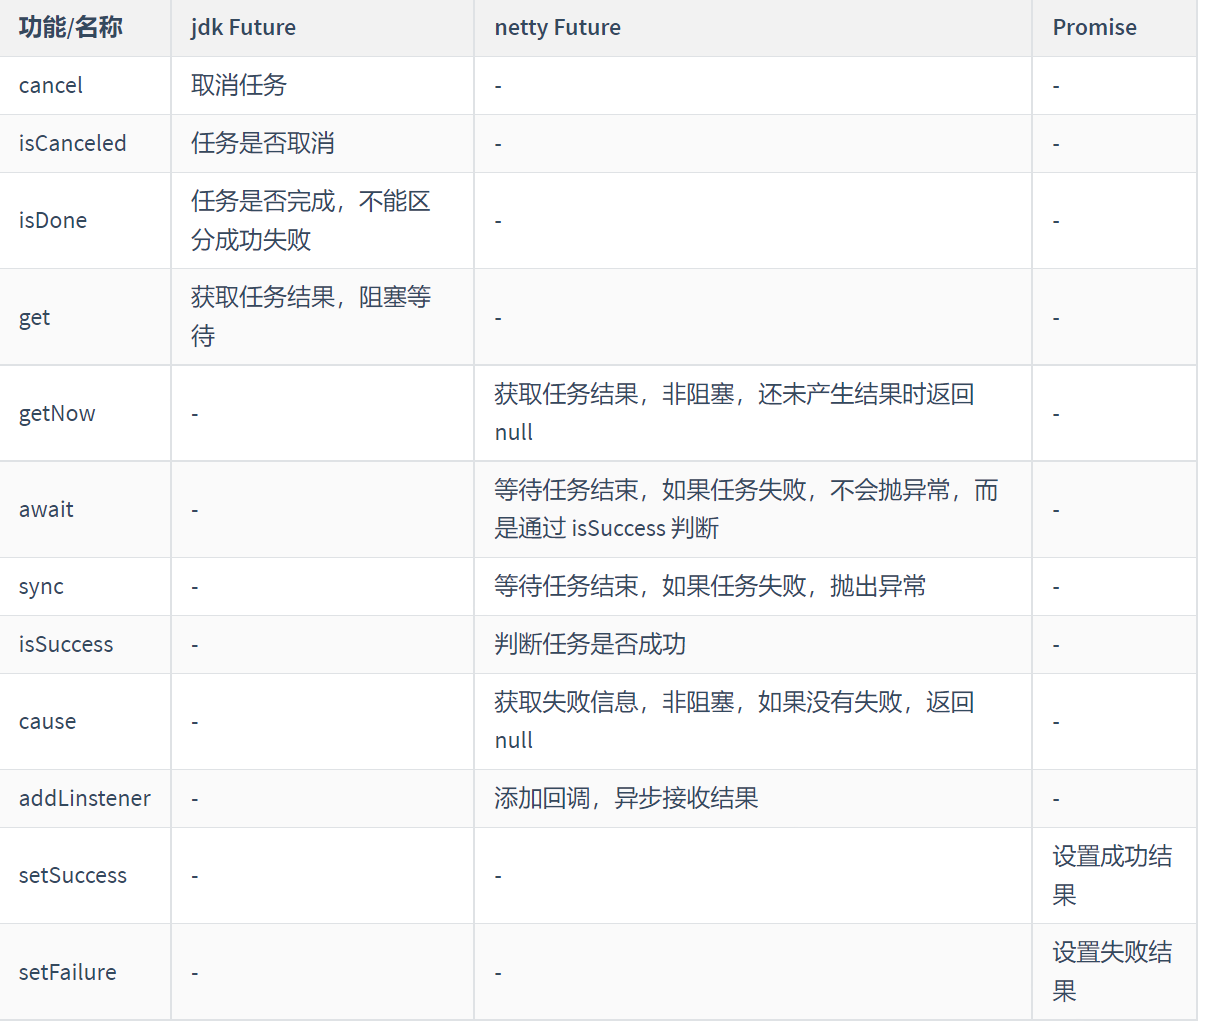 功能/名称 jdk Future netty Future Promise
cancel 取消任务 - -
isCanceled 任务是否取消 - -
isDone 任务是否完成，不能区
分成功失败 - -
get 获取任务结果，阻塞等
待 - -
getNow - 获取任务结果，非阻塞，还未产生结果时返回
null -
await - 等待任务结束，如果任务失败，不会抛异常，而
是通过 isSuccess 判断 -
sync - 等待任务结束，如果任务失败，抛出异常 -
isSuccess - 判断任务是否成功 -
cause - 获取失败信息，非阻塞，如果没有失败，返回
null -
addLinstener - 添加回调，异步接收结果 -
setSuccess - - 设置成功结
果
setFailure - - 设置失败结
果